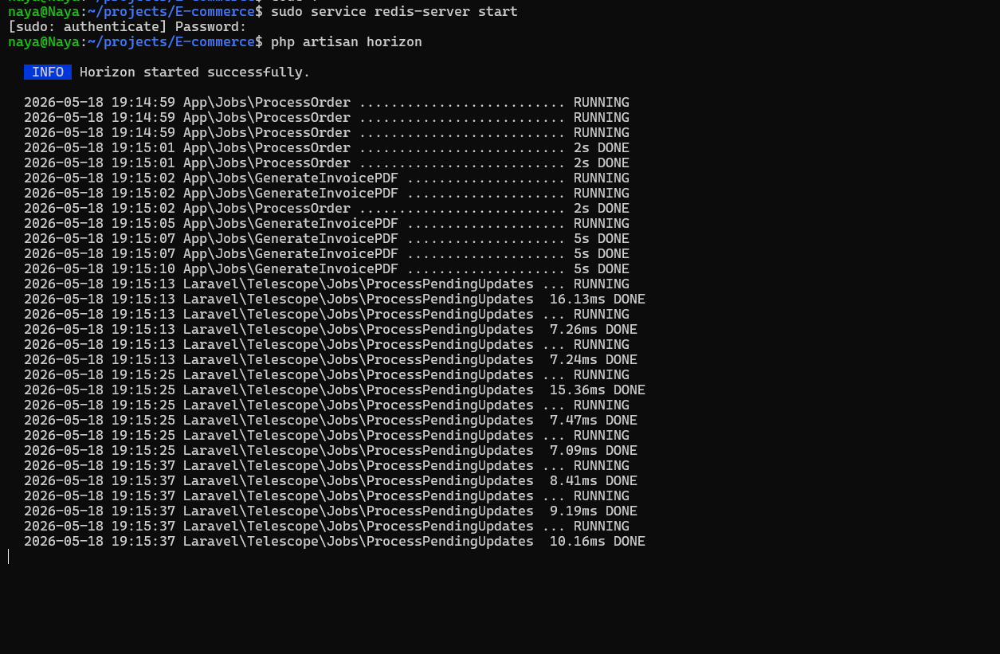 naya@Naya:~/projects/E-commerce$ sudo service redis-server start
[sudo: authenticate] Password:
naya@Naya:~/projects/E-commerce$ php artisan horizon
INFO Horizon started successfully.
2026-05-18 19:14:59 App\Jobs\ProcessOrder .......................... RUNNING
2026-05-18 19:14:59 App\Jobs\ProcessOrder .......................... RUNNING
2026-05-18 19:14:59 App\Jobs\ProcessOrder .......................... RUNNING
2026-05-18 19:15:01 App\Jobs\ProcessOrder .......................... 2s DONE
2026-05-18 19:15:01 App\Jobs\ProcessOrder .......................... 2s DONE
2026-05-18 19:15:02 App\Jobs\GenerateInvoicePDF .................... RUNNING
2026-05-18 19:15:02 App\Jobs\GenerateInvoicePDF .................... RUNNING
2026-05-18 19:15:02 App\Jobs\ProcessOrder .......................... 2s DONE
2026-05-18 19:15:05 App\Jobs\GenerateInvoicePDF .................... RUNNING
2026-05-18 19:15:07 App\Jobs\GenerateInvoicePDF .................... 5s DONE
2026-05-18 19:15:07 App\Jobs\GenerateInvoicePDF .................... 5s DONE
2026-05-18 19:15:10 App\Jobs\GenerateInvoicePDF .................... 5s DONE
2026-05-18 19:15:13 Laravel\Telescope\Jobs\ProcessPendingUpdates ... RUNNING
2026-05-18 19:15:13 Laravel\Telescope\Jobs\ProcessPendingUpdates  16.13ms DONE
2026-05-18 19:15:13 Laravel\Telescope\Jobs\ProcessPendingUpdates ... RUNNING
2026-05-18 19:15:13 Laravel\Telescope\Jobs\ProcessPendingUpdates  7.26ms DONE
2026-05-18 19:15:13 Laravel\Telescope\Jobs\ProcessPendingUpdates ... RUNNING
2026-05-18 19:15:13 Laravel\Telescope\Jobs\ProcessPendingUpdates  7.24ms DONE
2026-05-18 19:15:25 Laravel\Telescope\Jobs\ProcessPendingUpdates ... RUNNING
2026-05-18 19:15:25 Laravel\Telescope\Jobs\ProcessPendingUpdates  15.36ms DONE
2026-05-18 19:15:25 Laravel\Telescope\Jobs\ProcessPendingUpdates ... RUNNING
2026-05-18 19:15:25 Laravel\Telescope\Jobs\ProcessPendingUpdates  7.47ms DONE
2026-05-18 19:15:25 Laravel\Telescope\Jobs\ProcessPendingUpdates ... RUNNING
2026-05-18 19:15:25 Laravel\Telescope\Jobs\ProcessPendingUpdates  7.09ms DONE
2026-05-18 19:15:37 Laravel\Telescope\Jobs\ProcessPendingUpdates ... RUNNING
2026-05-18 19:15:37 Laravel\Telescope\Jobs\ProcessPendingUpdates  8.41ms DONE
2026-05-18 19:15:37 Laravel\Telescope\Jobs\ProcessPendingUpdates ... RUNNING
2026-05-18 19:15:37 Laravel\Telescope\Jobs\ProcessPendingUpdates  9.19ms DONE
2026-05-18 19:15:37 Laravel\Telescope\Jobs\ProcessPendingUpdates ... RUNNING
2026-05-18 19:15:37 Laravel\Telescope\Jobs\ProcessPendingUpdates  10.16ms DONE